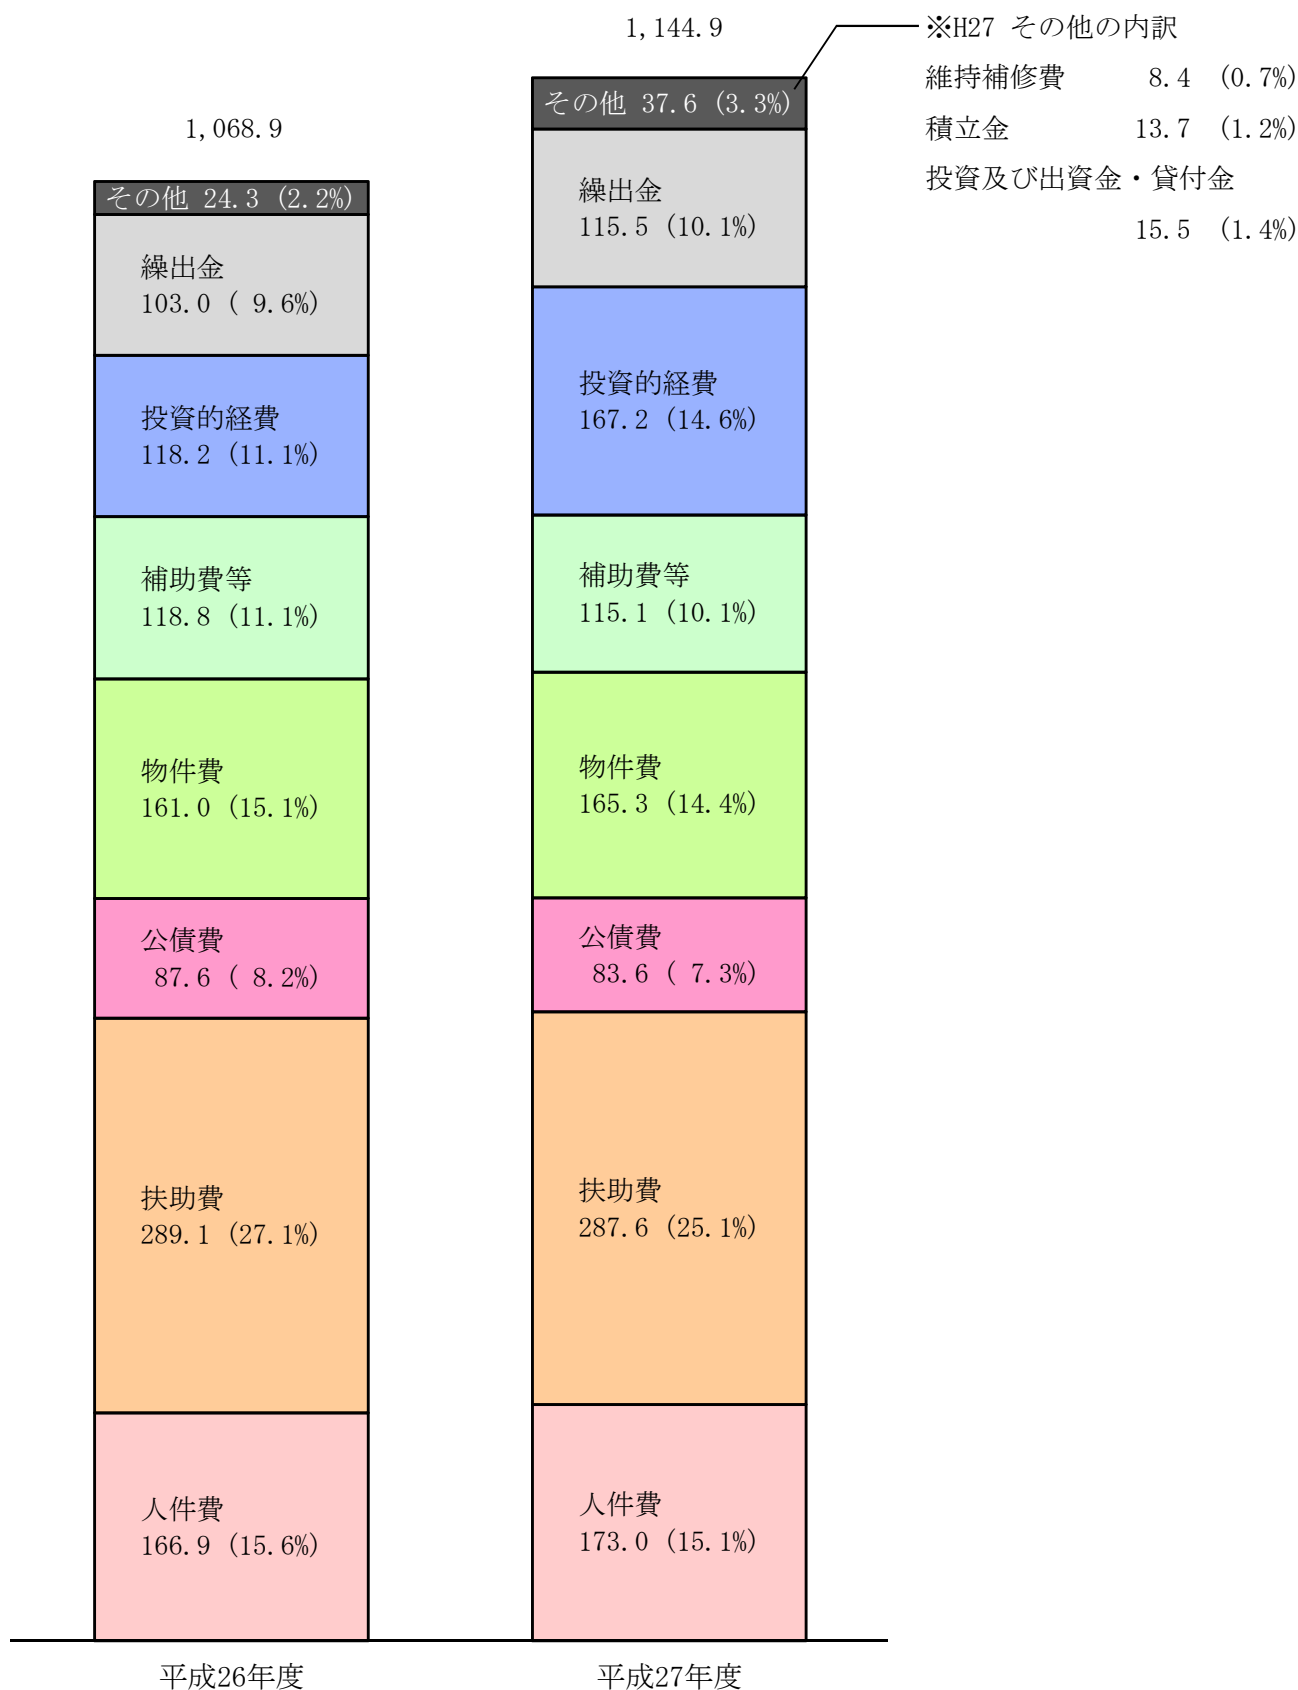 1,068.9
その他 24.3 (2.2%)
繰出金
103.0 ( 9.6%)
投資的経費
118.2 (11.1%)
補助費等
118.8 (11.1%)
物件費
161.0 (15.1%)
公債費
87.6 ( 8.2%)
扶助費
289.1 (27.1%)
人件費
166.9 (15.6%)
平成26年度
1,144.9
その他 37.6 (3.3%)
繰出金
115.5 (10.1%)
投資的経費
167.2 (14.6%)
補助費等
115.1 (10.1%)
物件費
165.3 (14.4%)
公債費
83.6 ( 7.3%)
扶助費
287.6 (25.1%)
人件費
173.0 (15.1%)
平成27年度
※H27 その他の内訳
維持補修費 8.4 (0.7%)
積立金 13.7 (1.2%)
投資及び出資金・貸付金
15.5 (1.4%)